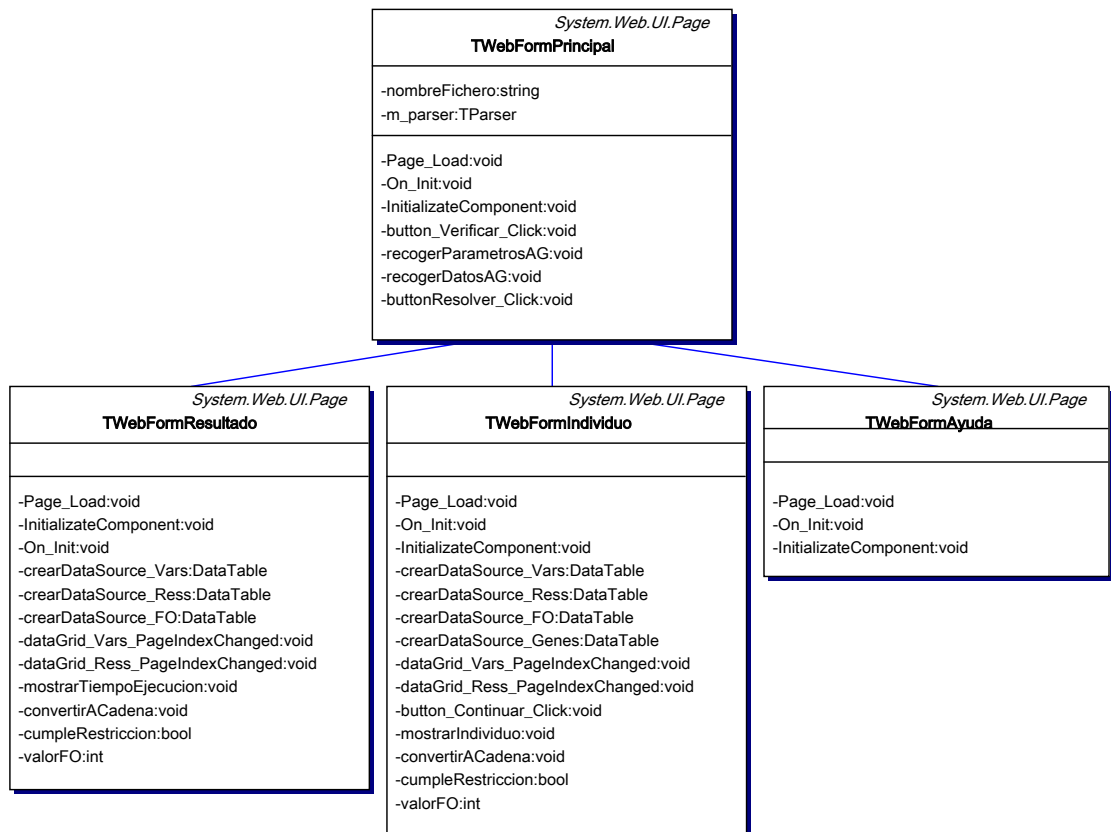 System.Web.UI.Page
TWebFormPrincipal
-nombreFichero:string
-m_parser:TParser
-Page_Load:void
-On_Init:void
-InitializateComponent:void
-button_Verificar_Click:void
-recogerParametrosAG:void
-recogerDatosAG:void
-buttonResolver_Click:void
System.Web.UI.Page
TWebFormResultado
-Page_Load:void
-InitializateComponent:void
-On_Init:void
-crearDataSource_Vars:DataTable
-crearDataSource_Ress:DataTable
-crearDataSource_FO:DataTable
-dataGrid_Vars_PageIndexChanged:void
-dataGrid_Ress_PageIndexChanged:void
-mostrarTiempoEjecucion:void
-convertirACadena:void
-cumpleRestriccion:bool
-valorFO:int
System.Web.UI.Page
TWebFormIndividuo
-Page_Load:void
-On_Init:void
-InitializateComponent:void
-crearDataSource_Vars:DataTable
-crearDataSource_Ress:DataTable
-crearDataSource_FO:DataTable
-crearDataSource_Genes:DataTable
-dataGrid_Vars_PageIndexChanged:void
-dataGrid_Ress_PageIndexChanged:void
-button_Continuar_Click:void
-mostrarIndividuo:void
-convertirACadena:void
-cumpleRestriccion:bool
-valorFO:int
System.Web.UI.Page
TWebFormAyuda
-Page_Load:void
-On_Init:void
-InitializateComponent:void